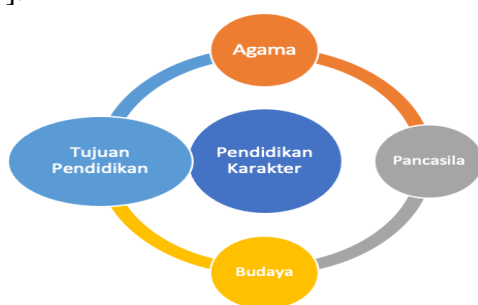 ].
Agama
Tujuan
Pendidikan
Pendidikan
Karakter
Pancasila
Budaya